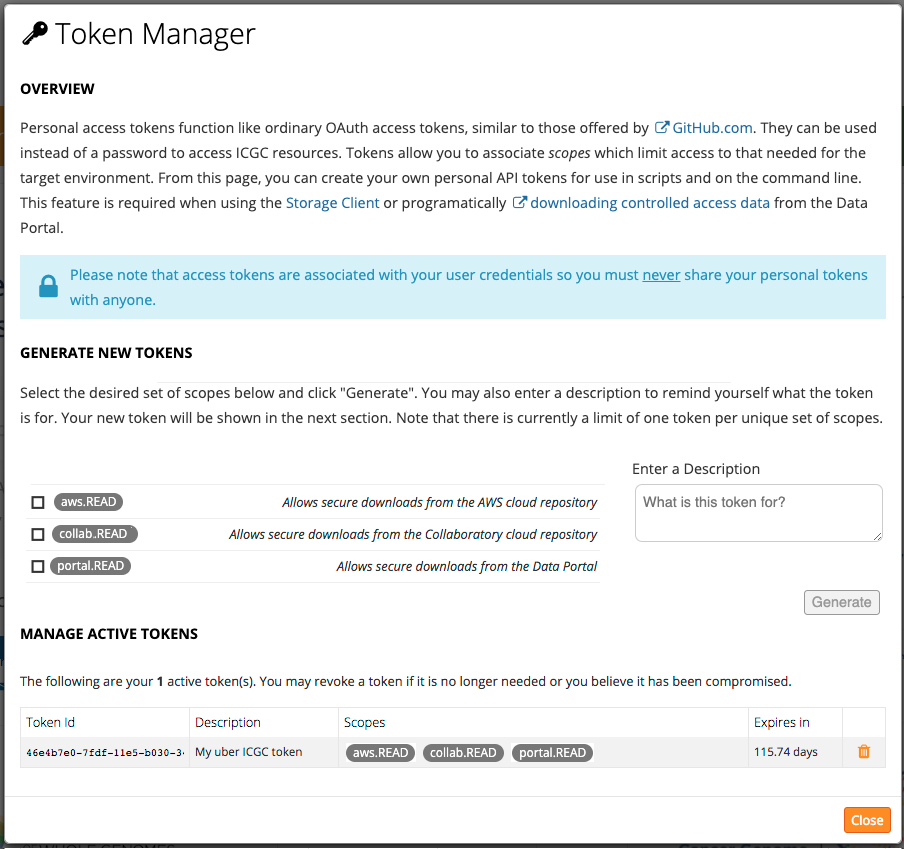 Token Manager
OVERVIEW
Personal access tokens function like ordinary OAuth access tokens, similar to those offered by GitHub.com. They can be used
instead of a password to access ICGC resources. Tokens allow you to associate scopes which limit access to that needed for the
target environment. From this page, you can create your own personal API tokens for use in scripts and on the command line.
This feature is required when using the Storage Client or programatically downloading controlled access data from the Data
Portal.
Please note that access tokens are associated with your user credentials so you must never share your personal tokens
with anyone.
GENERATE NEW TOKENS
Select the desired set of scopes below and click "Generate". You may also enter a description to remind yourself what the token
is for. Your new token will be shown in the next section. Note that there is currently a limit of one token per unique set of scopes.
Enter a Description
aws.READ Allows secure downloads from the AWS cloud repository
What is this token for?
collab.READ Allows secure downloads from the Collaboratory cloud repository
portal.READ Allows secure downloads from the Data Portal
Generate
MANAGE ACTIVE TOKENS
The following are your 1 active token(s). You may revoke a token if it is no longer needed or you believe it has been compromised.
Token Id Description Scopes Expires in
46e4b7e0-7fdf-11e5-b030-3 My uber ICGC token aws.READ collab.READ portal.READ 115.74 days
Close